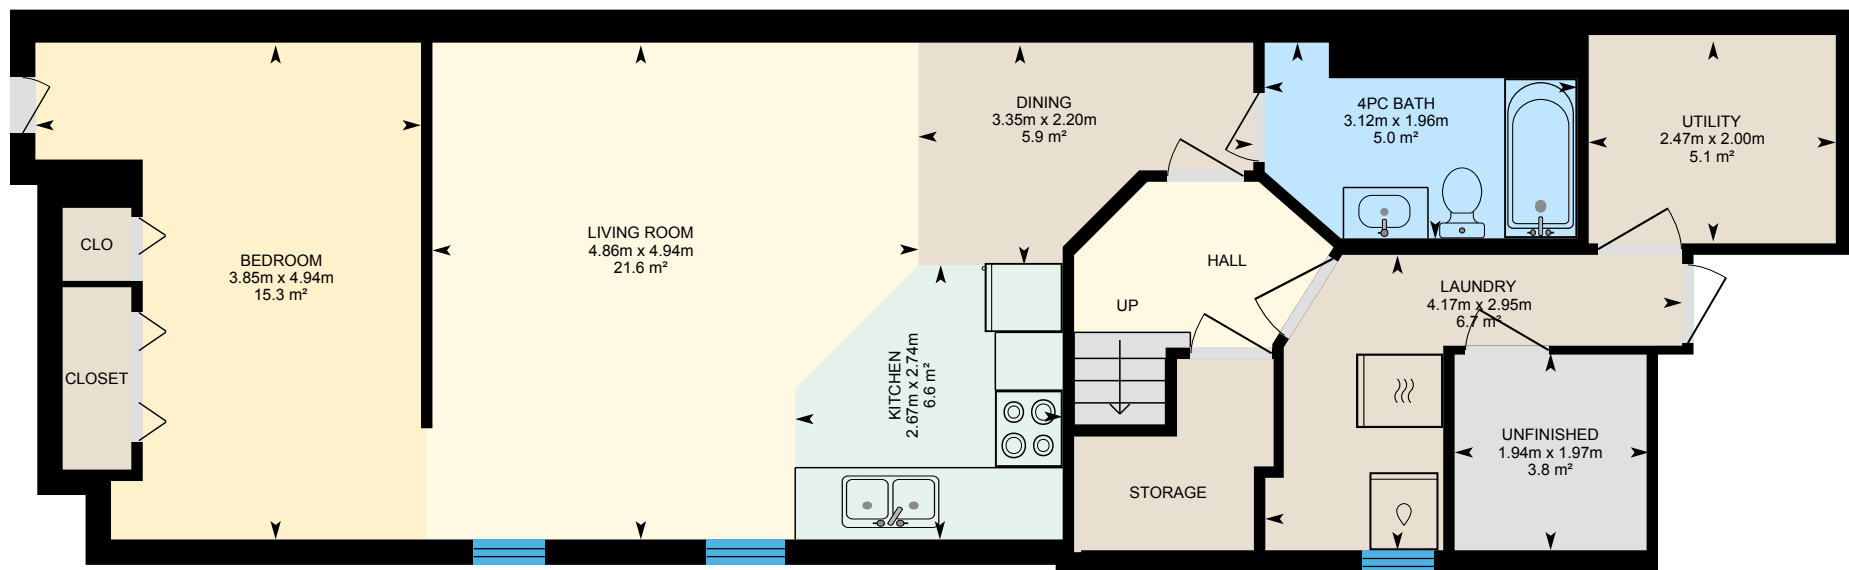 DINING
3.35m x 2.20m
5.9 m²
4PC BATH
3.12m x 1.96m
5.0 m²
UTILITY
2.47m x 2.00m
5.1 m²
CLO
BEDROOM
3.85m x 4.94m
15.3 m²
LIVING ROOM
4.86m x 4.94m
21.6 m²
HALL
UP
LAUNDRY
4.17m x 2.95m
6.7 m²
CLOSET
KITCHEN
2.67m x 2.74m
6.6 m²
STORAGE
UNFINISHED
1.94m x 1.97m
3.8 m²